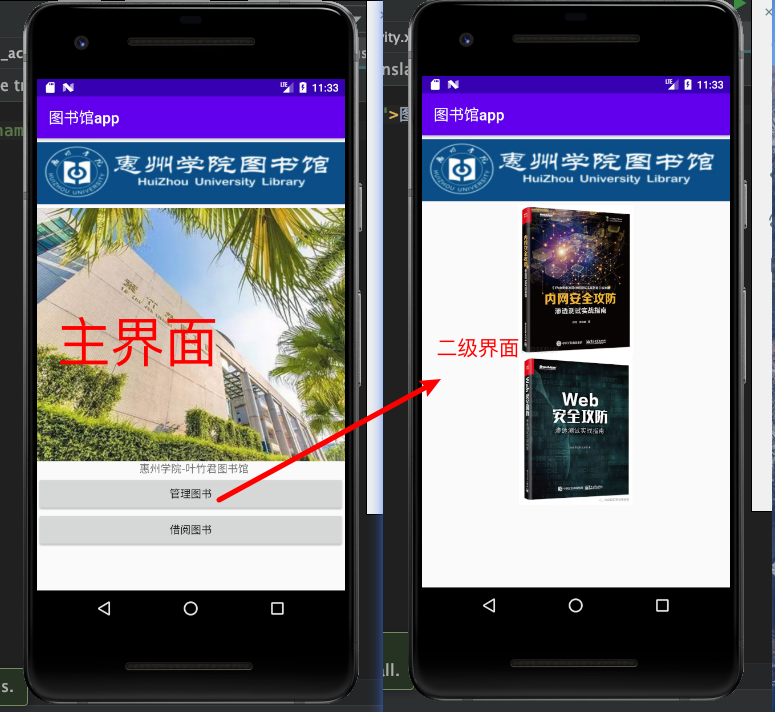 _ac
11:33
图书馆app
惠州学院图书馆
HuiZhou University Library
主界面
惠州学院-叶竹君图书馆
管理图书
借阅图书
s.
11:33
图书馆app
惠州学院图书馆
HuiZhou University Library
内网安全攻防
渗透测试实战指南
二级界面
Web
安全攻防
渗透测试实战指南
all.